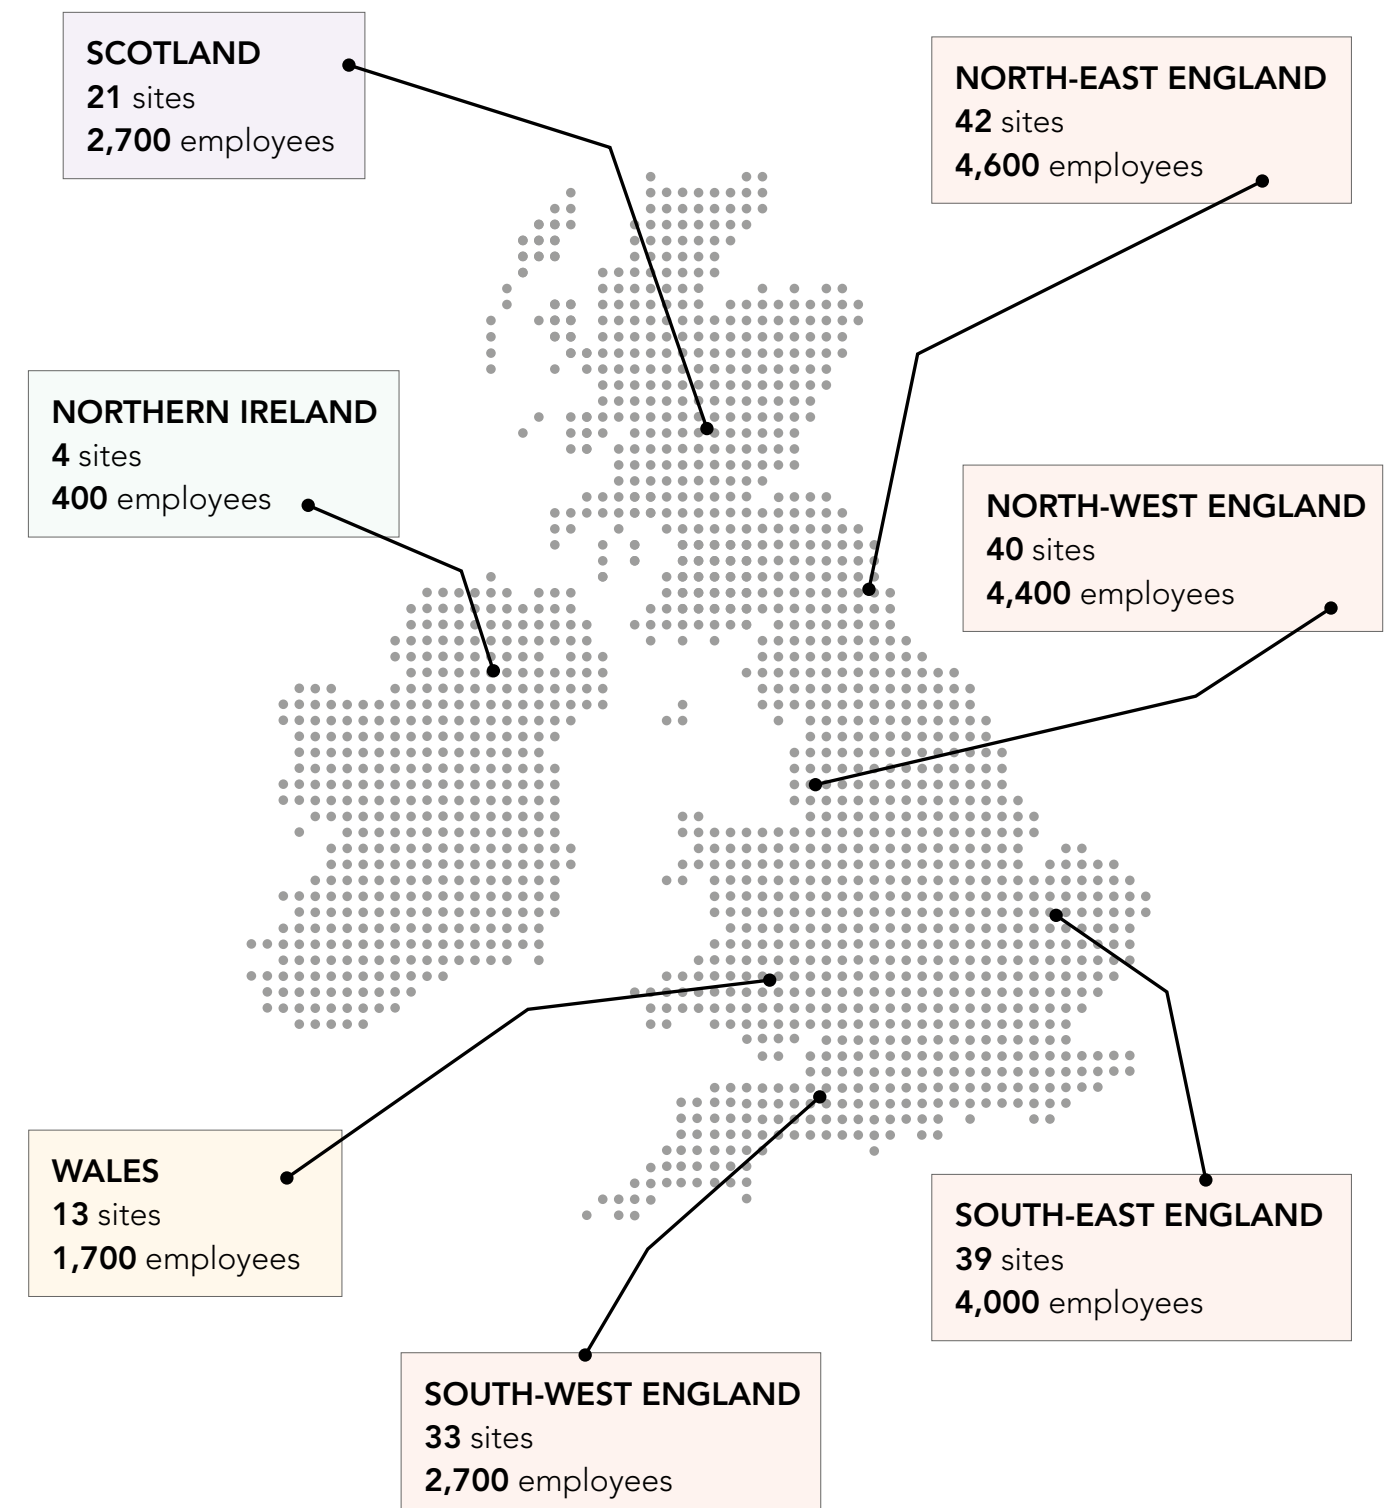 SCOTLAND
21 sites
2,700 employees
NORTH-EAST ENGLAND
42 sites
4,600 employees
NORTHERN IRELAND
4 sites
400 employees
NORTH-WEST ENGLAND
40 sites
4,400 employees
WALES
13 sites
1,700 employees
SOUTH-EAST ENGLAND
39 sites
4,000 employees
SOUTH-WEST ENGLAND
33 sites
2,700 employees